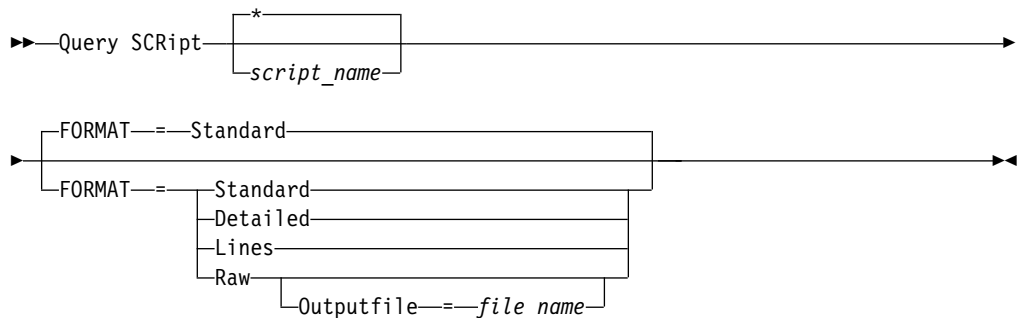 *
Query SCRipt
script_name
FORMAT = Standard
FORMAT = Standard
Detailed
Lines
Raw
Outputfile = file name